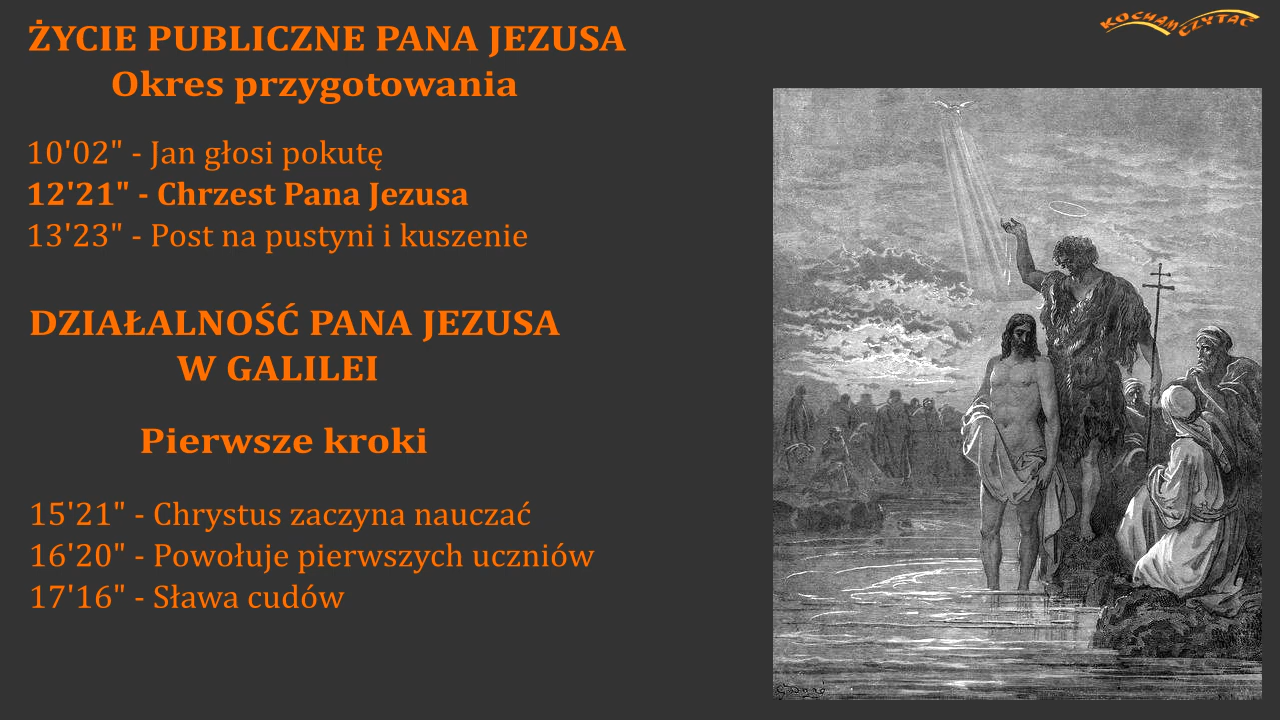 ŻYCIE PUBLICZNE PANA JEZUSA
Okres przygotowania
10'02" - Jan głosi pokutę
12'21" - Chrzest Pana Jezusa
13'23" - Post na pustyni i kuszenie
DZIAŁALNOŚĆ PANA JEZUSA
W GALILEI
Pierwsze kroki
15'21" - Chrystus zaczyna nauczać
16'20" - Powołuje pierwszych uczniów
17'16" - Sława cudów
KOCHAM CZYTAĆ